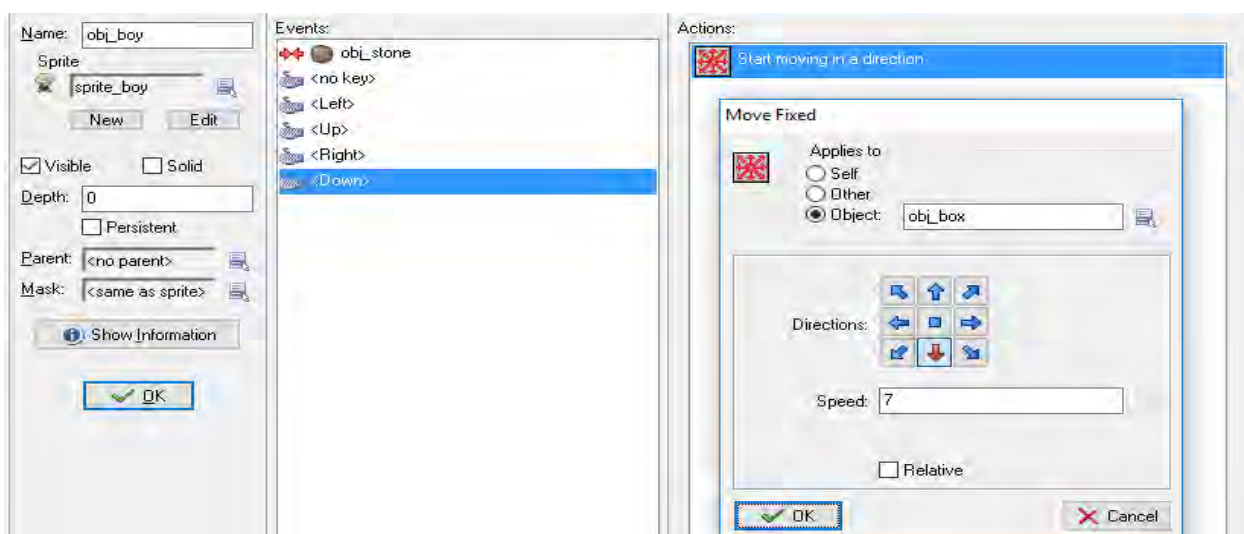 Name: obj_boy
Sprite
sprite_boy
New Edit
Visible Solid
Depth: 0
Persistent
Parent: <no parent>
Mask: <same as sprite>
Show Information
OK
Events:
obj_stone
<no key>
<Left>
<Up>
<Right>
<Down>
Actions:
Start moving in a direction
Move Fixed
Applies to
Self
Other
Object: obj_box
Directions:
Speed: 7
Relative
OK Cancel